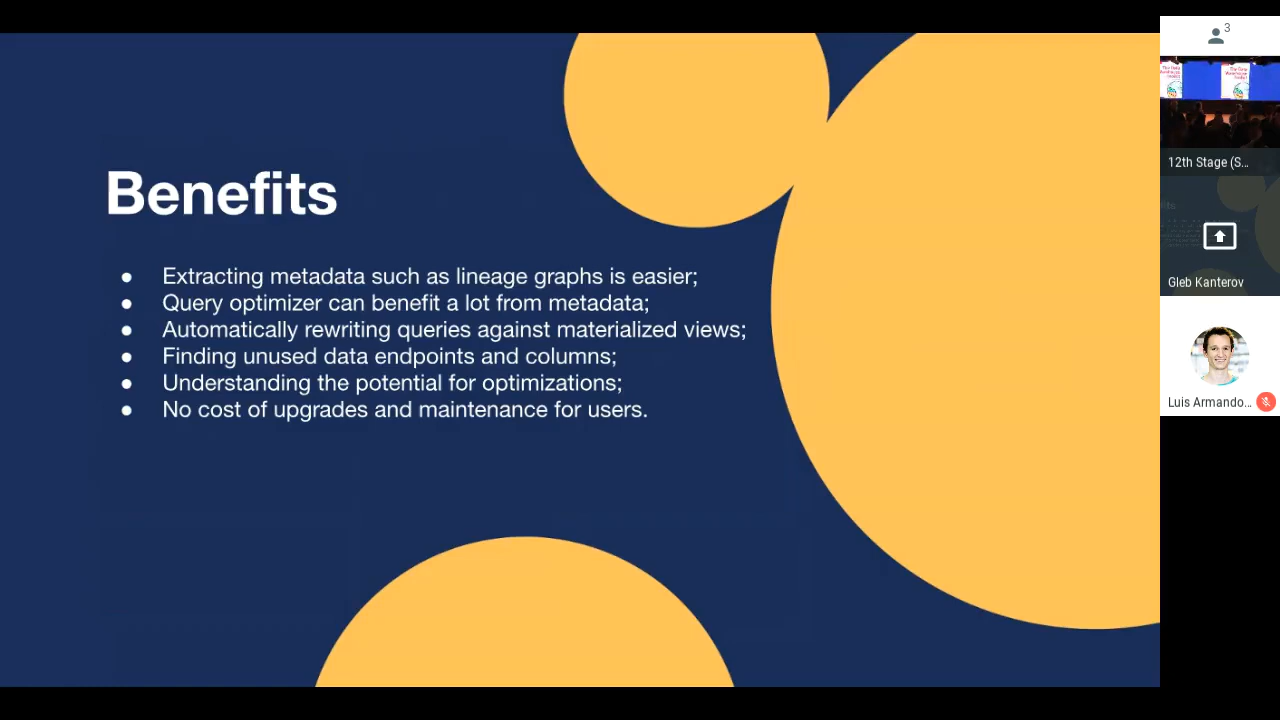 Benefits
● Extracting metadata such as lineage graphs is easier;
● Query optimizer can benefit a lot from metadata;
● Automatically rewriting queries against materialized views;
● Finding unused data endpoints and columns;
● Understanding the potential for optimizations;
● No cost of upgrades and maintenance for users.
3
12th Stage (S...
Gleb Kanterov
Luis Armando...